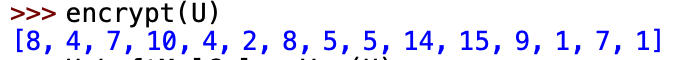 >>> encrypt(U)
[8, 4, 7, 10, 4, 2, 8, 5, 5, 14, 15, 9, 1, 7, 1]